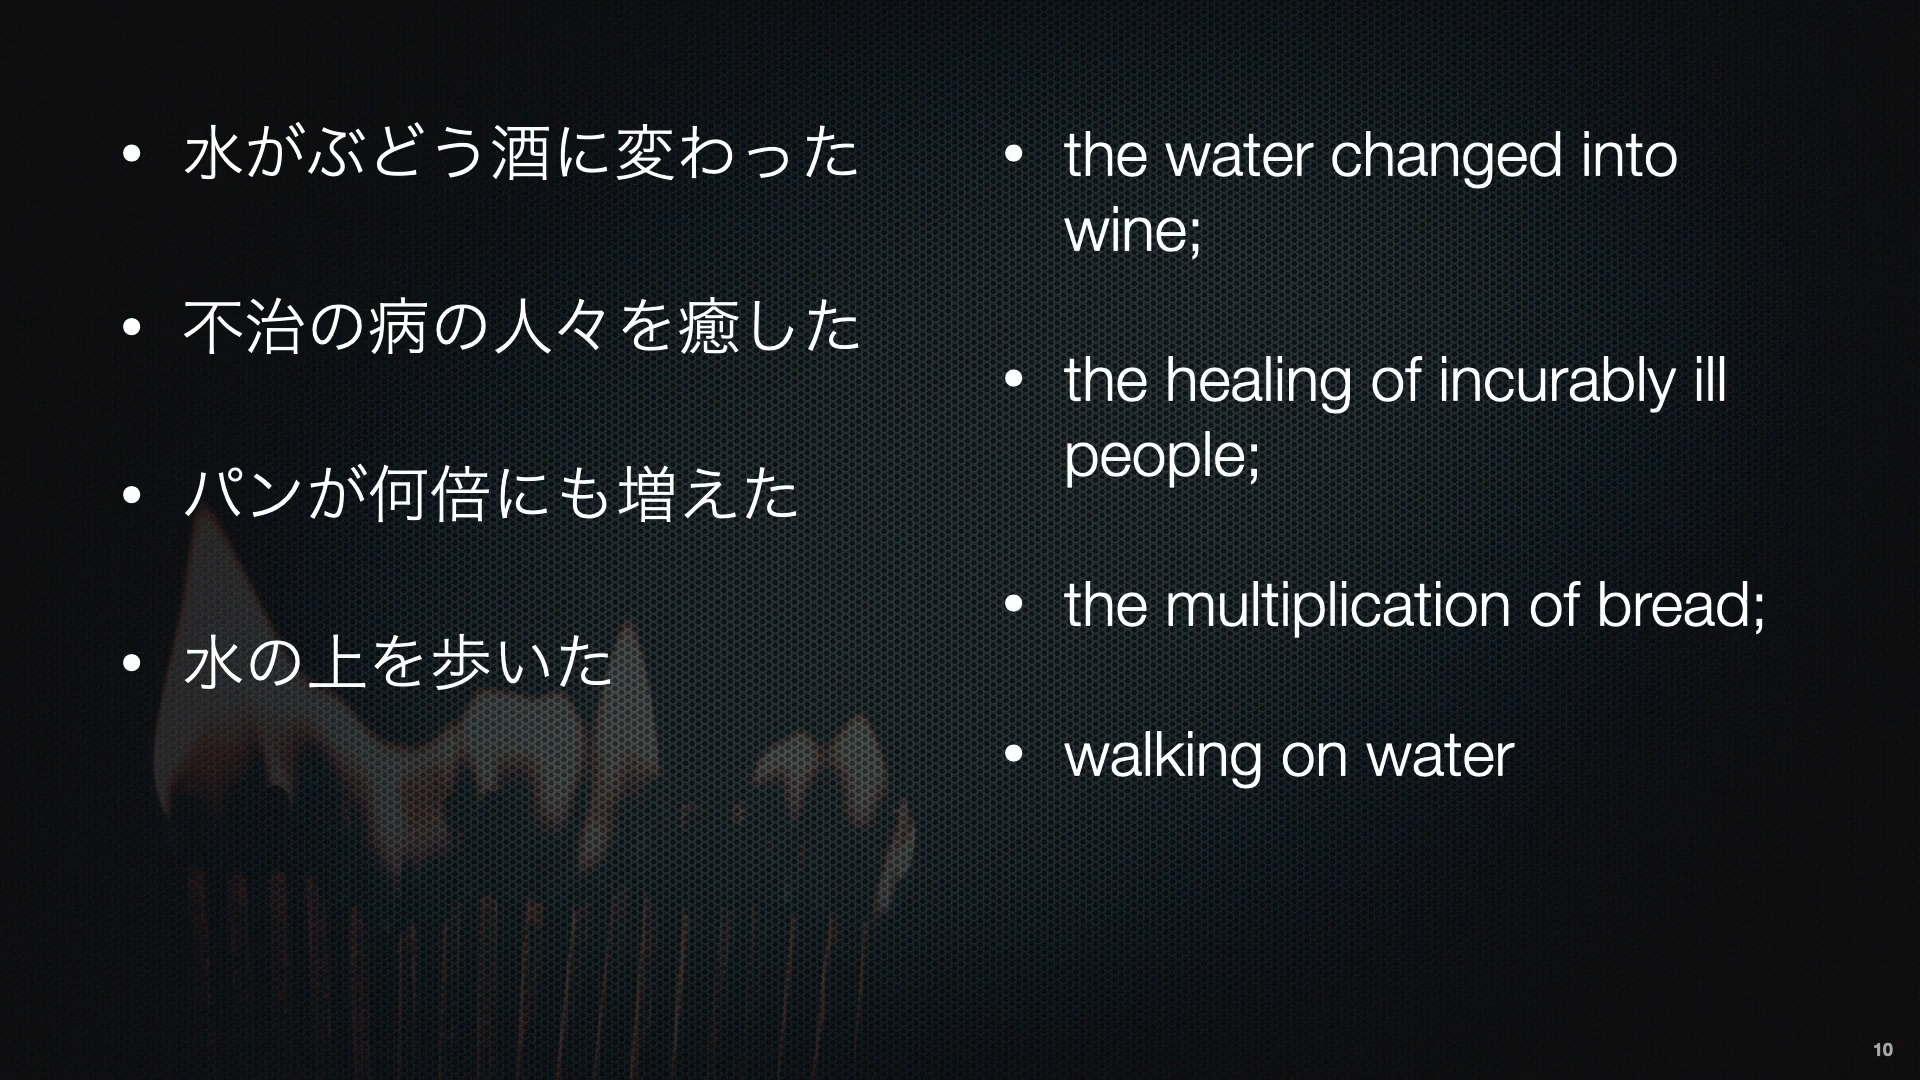 • 水がぶどう酒に変わった
• 不治の病の人々を癒した
• パンが何倍にも増えた
• 水の上を歩いた
• the water changed into
wine;
• the healing of incurably ill
people;
• the multiplication of bread;
• walking on water
10